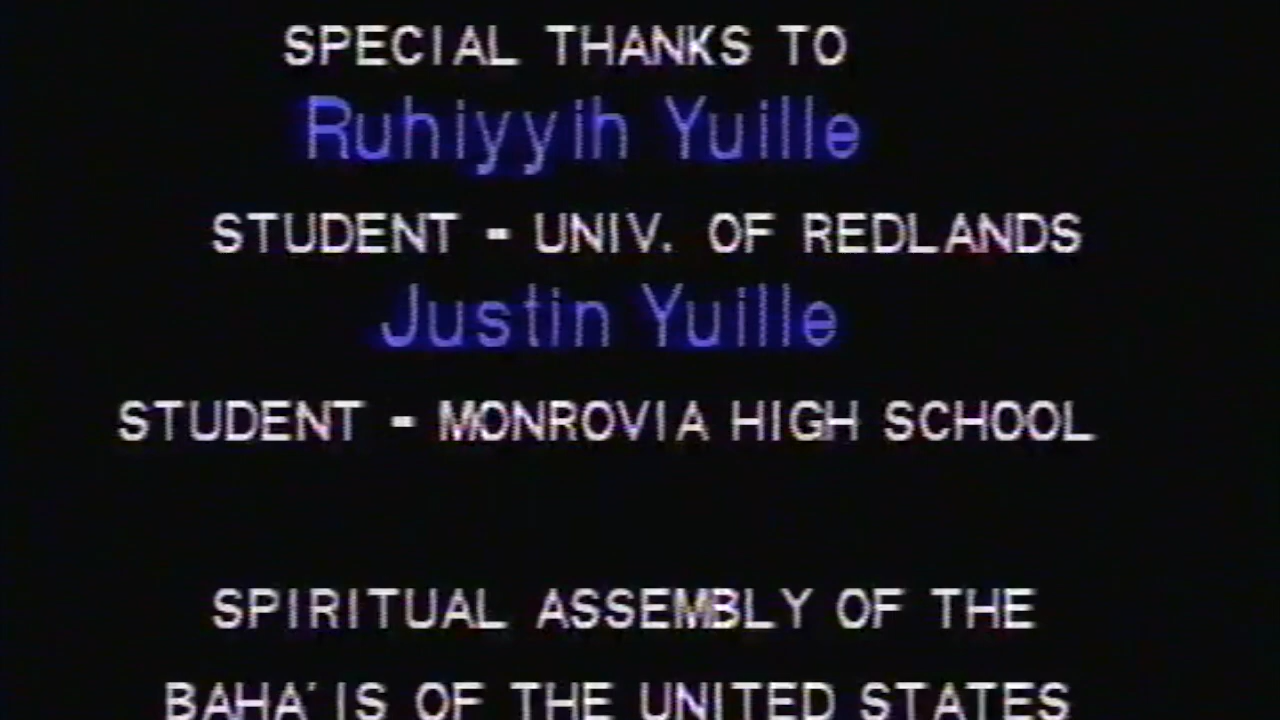 SPECIAL THANKS TO
Ruhiyyih Yuille
STUDENT - UNIV. OF REDLANDS
Justin Yuille
STUDENT - MONROVIA HIGH SCHOOL
SPIRITUAL ASSEMBLY OF THE
BAHA'IS OF THE UNITED STATES